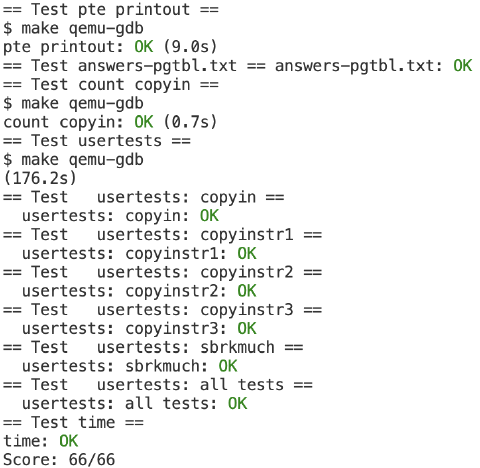 == Test pte printout ==
$ make qemu-gdb
pte printout: OK (9.0s)
== Test answers-pgtbl.txt == answers-pgtbl.txt: OK
== Test count copyin ==
$ make qemu-gdb
count copyin: OK (0.7s)
== Test usertests ==
$ make qemu-gdb
(176.2s)
== Test   usertests: copyin ==
  usertests: copyin: OK
== Test   usertests: copyinstr1 ==
  usertests: copyinstr1: OK
== Test   usertests: copyinstr2 ==
  usertests: copyinstr2: OK
== Test   usertests: copyinstr3 ==
  usertests: copyinstr3: OK
== Test   usertests: sbrkmuch ==
  usertests: sbrkmuch: OK
== Test   usertests: all tests ==
  usertests: all tests: OK
== Test time ==
time: OK
Score: 66/66